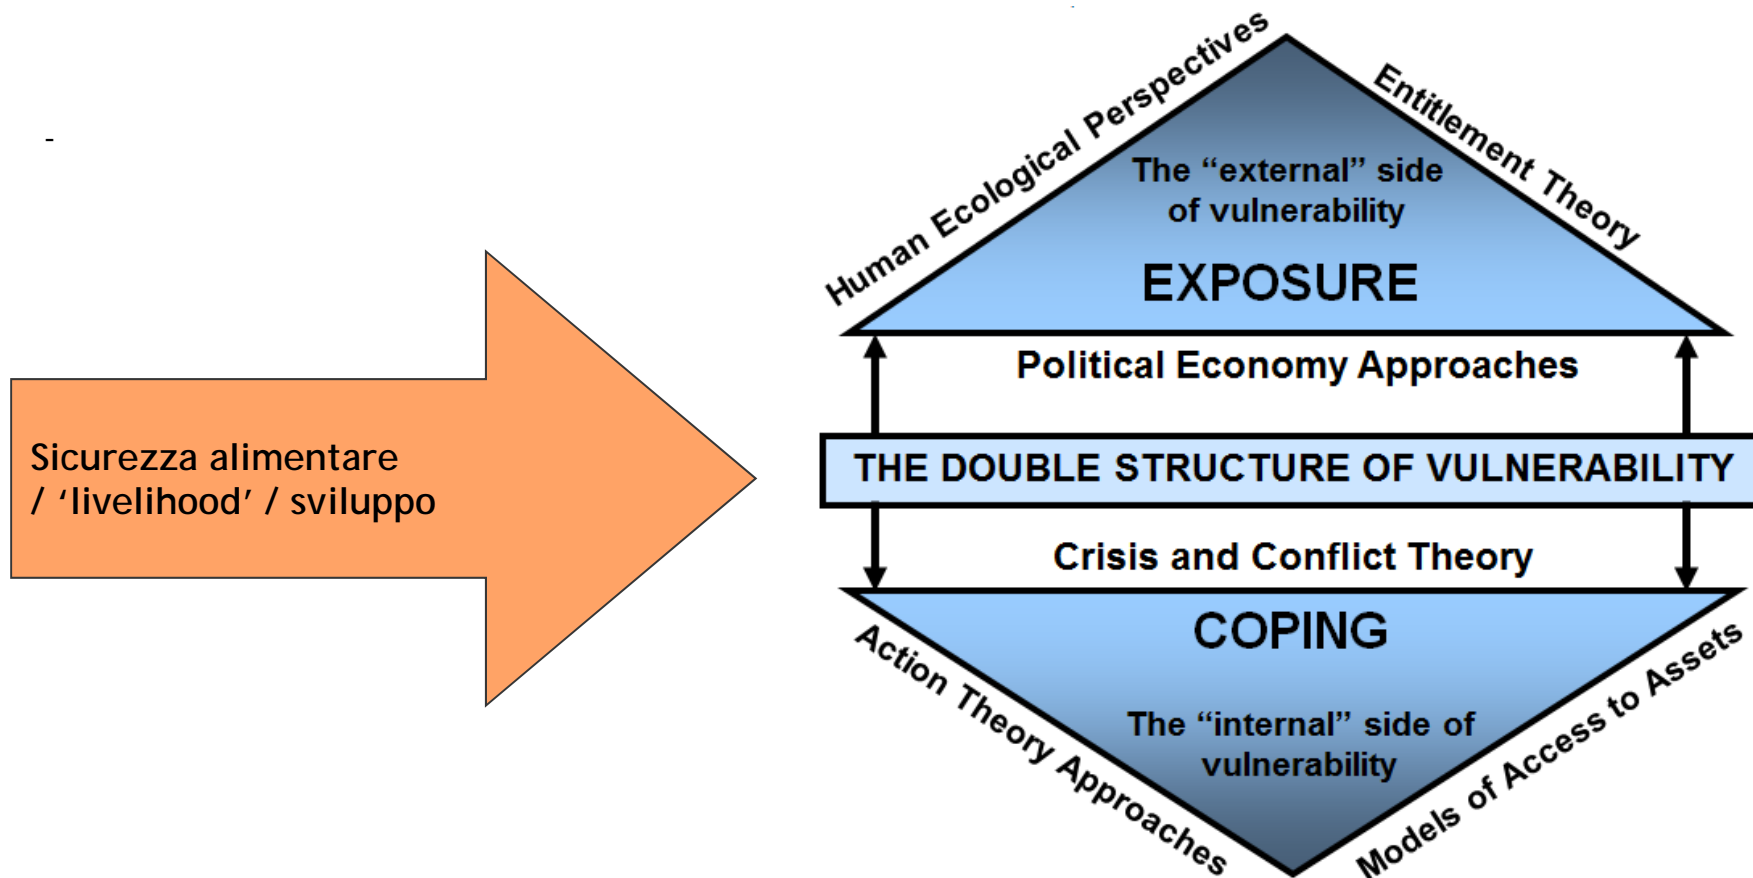 -
Sicurezza alimentare
/ ‘livelihood’ / sviluppo
Human Ecological Perspectives
Entitlement Theory
The “external” side
of vulnerability
EXPOSURE
Political Economy Approaches
THE DOUBLE STRUCTURE OF VULNERABILITY
Crisis and Conflict Theory
COPING
The “internal” side of
vulnerability
Action Theory Approaches
Models of Access to Assets